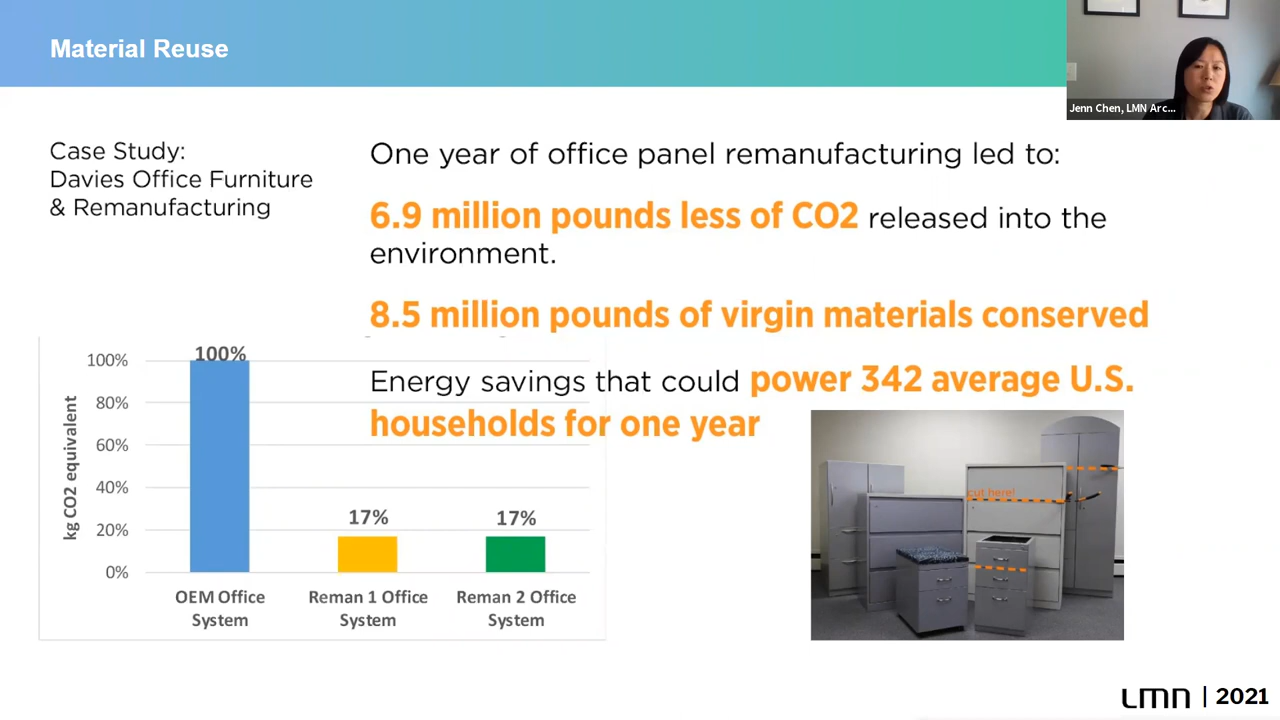 Material Reuse
Jenn Chen, LMN Arc...
Case Study:
Davies Office Furniture
& Remanufacturing
One year of office panel remanufacturing led to:
6.9 million pounds less of CO2 released into the
environment.
8.5 million pounds of virgin materials conserved
Energy savings that could power 342 average U.S.
households for one year
kg CO2 equivalent
100%
80%
60%
40%
20%
0%
100%
17%
17%
OEM Office
System
Reman 1 Office
System
Reman 2 Office
System
cut here!
LMN | 2021